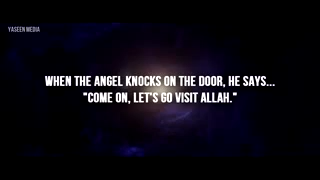 YASEEN MEDIA
WHEN THE ANGEL KNOCKS ON THE DOOR, HE SAYS...
"COME ON, LET'S GO VISIT ALLAH."